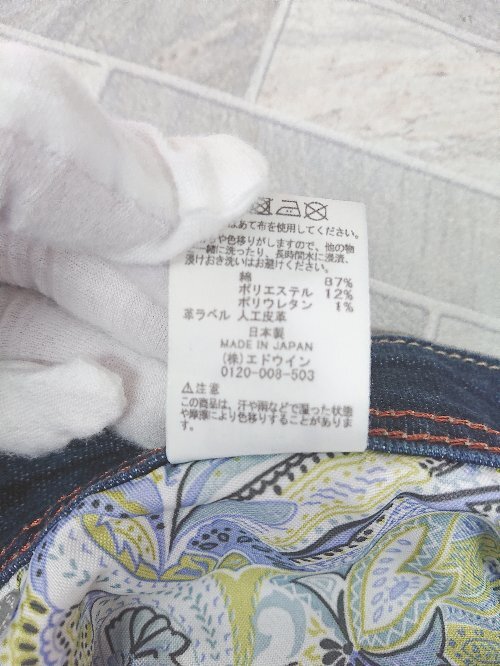 はあて布を使用してください。
や色移りがしますので、他の物
一緒に洗ったり、長時間水に浸漬、
浸けおき洗いはお避けください。
綿 87%
ポリエステル 12%
ポリウレタン 1%
革ラベル 人工皮革
日本製
MADE IN JAPAN
(株)エドウイン
0120-008-503
⚠注意
この商品は、汗や雨などで湿った状態
や摩擦により色移りすることがありま
す。